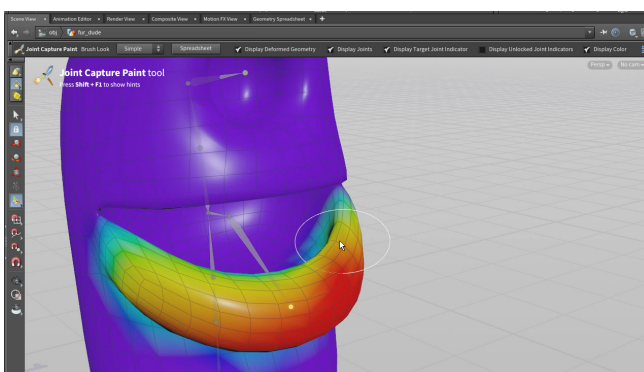 Scene View × Animation Editor × Render View × Composite View × Motion FX View × Geometry Spreadsheet × +
obj fur_dude
Joint Capture Paint Brush Look Simple Spreadsheet Display Deformed Geometry Display Joints Display Target Joint Indicator Display Unlocked Joint Indicators Display Color
Persp No cam
Joint Capture Paint tool
Press Shift + F1 to show hints